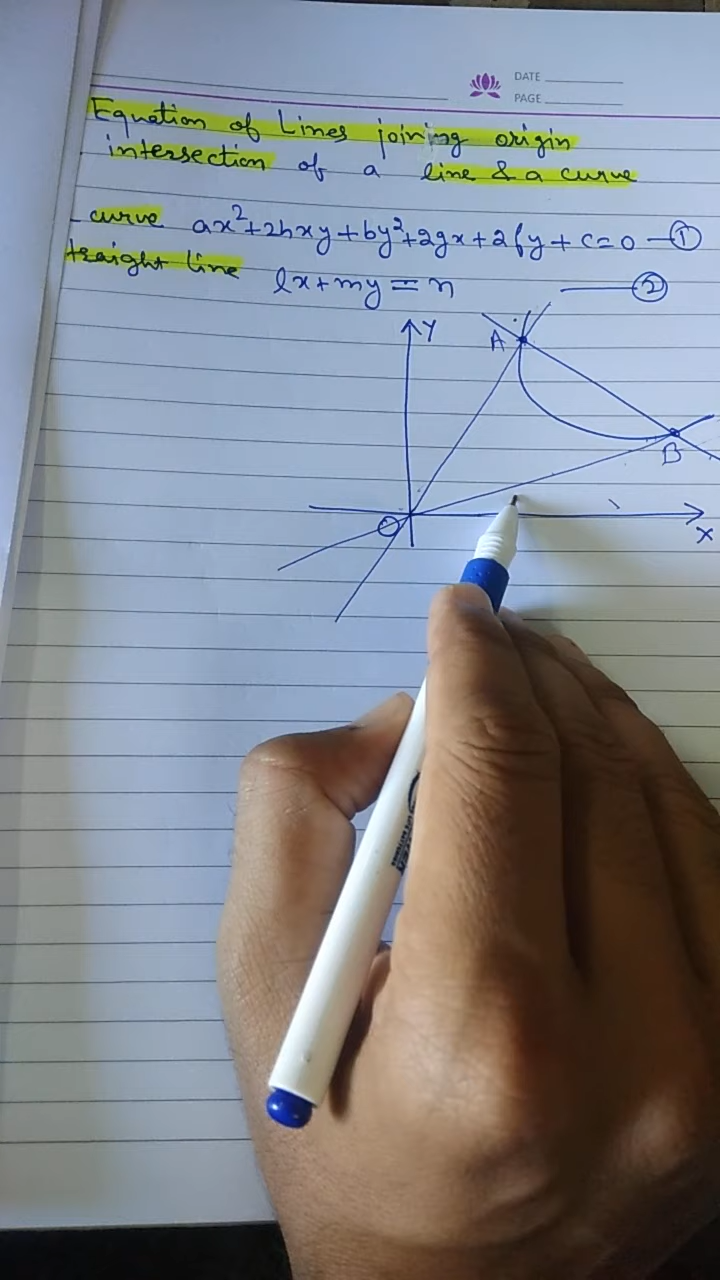 DATE
PAGE
Equation of Lines joining origin
intersection of a line & a curve
curve ax²+2hxy+by²+2gx+2fy+c=0 —①
traight line lx+my=n —②
Y
A
B
O
X